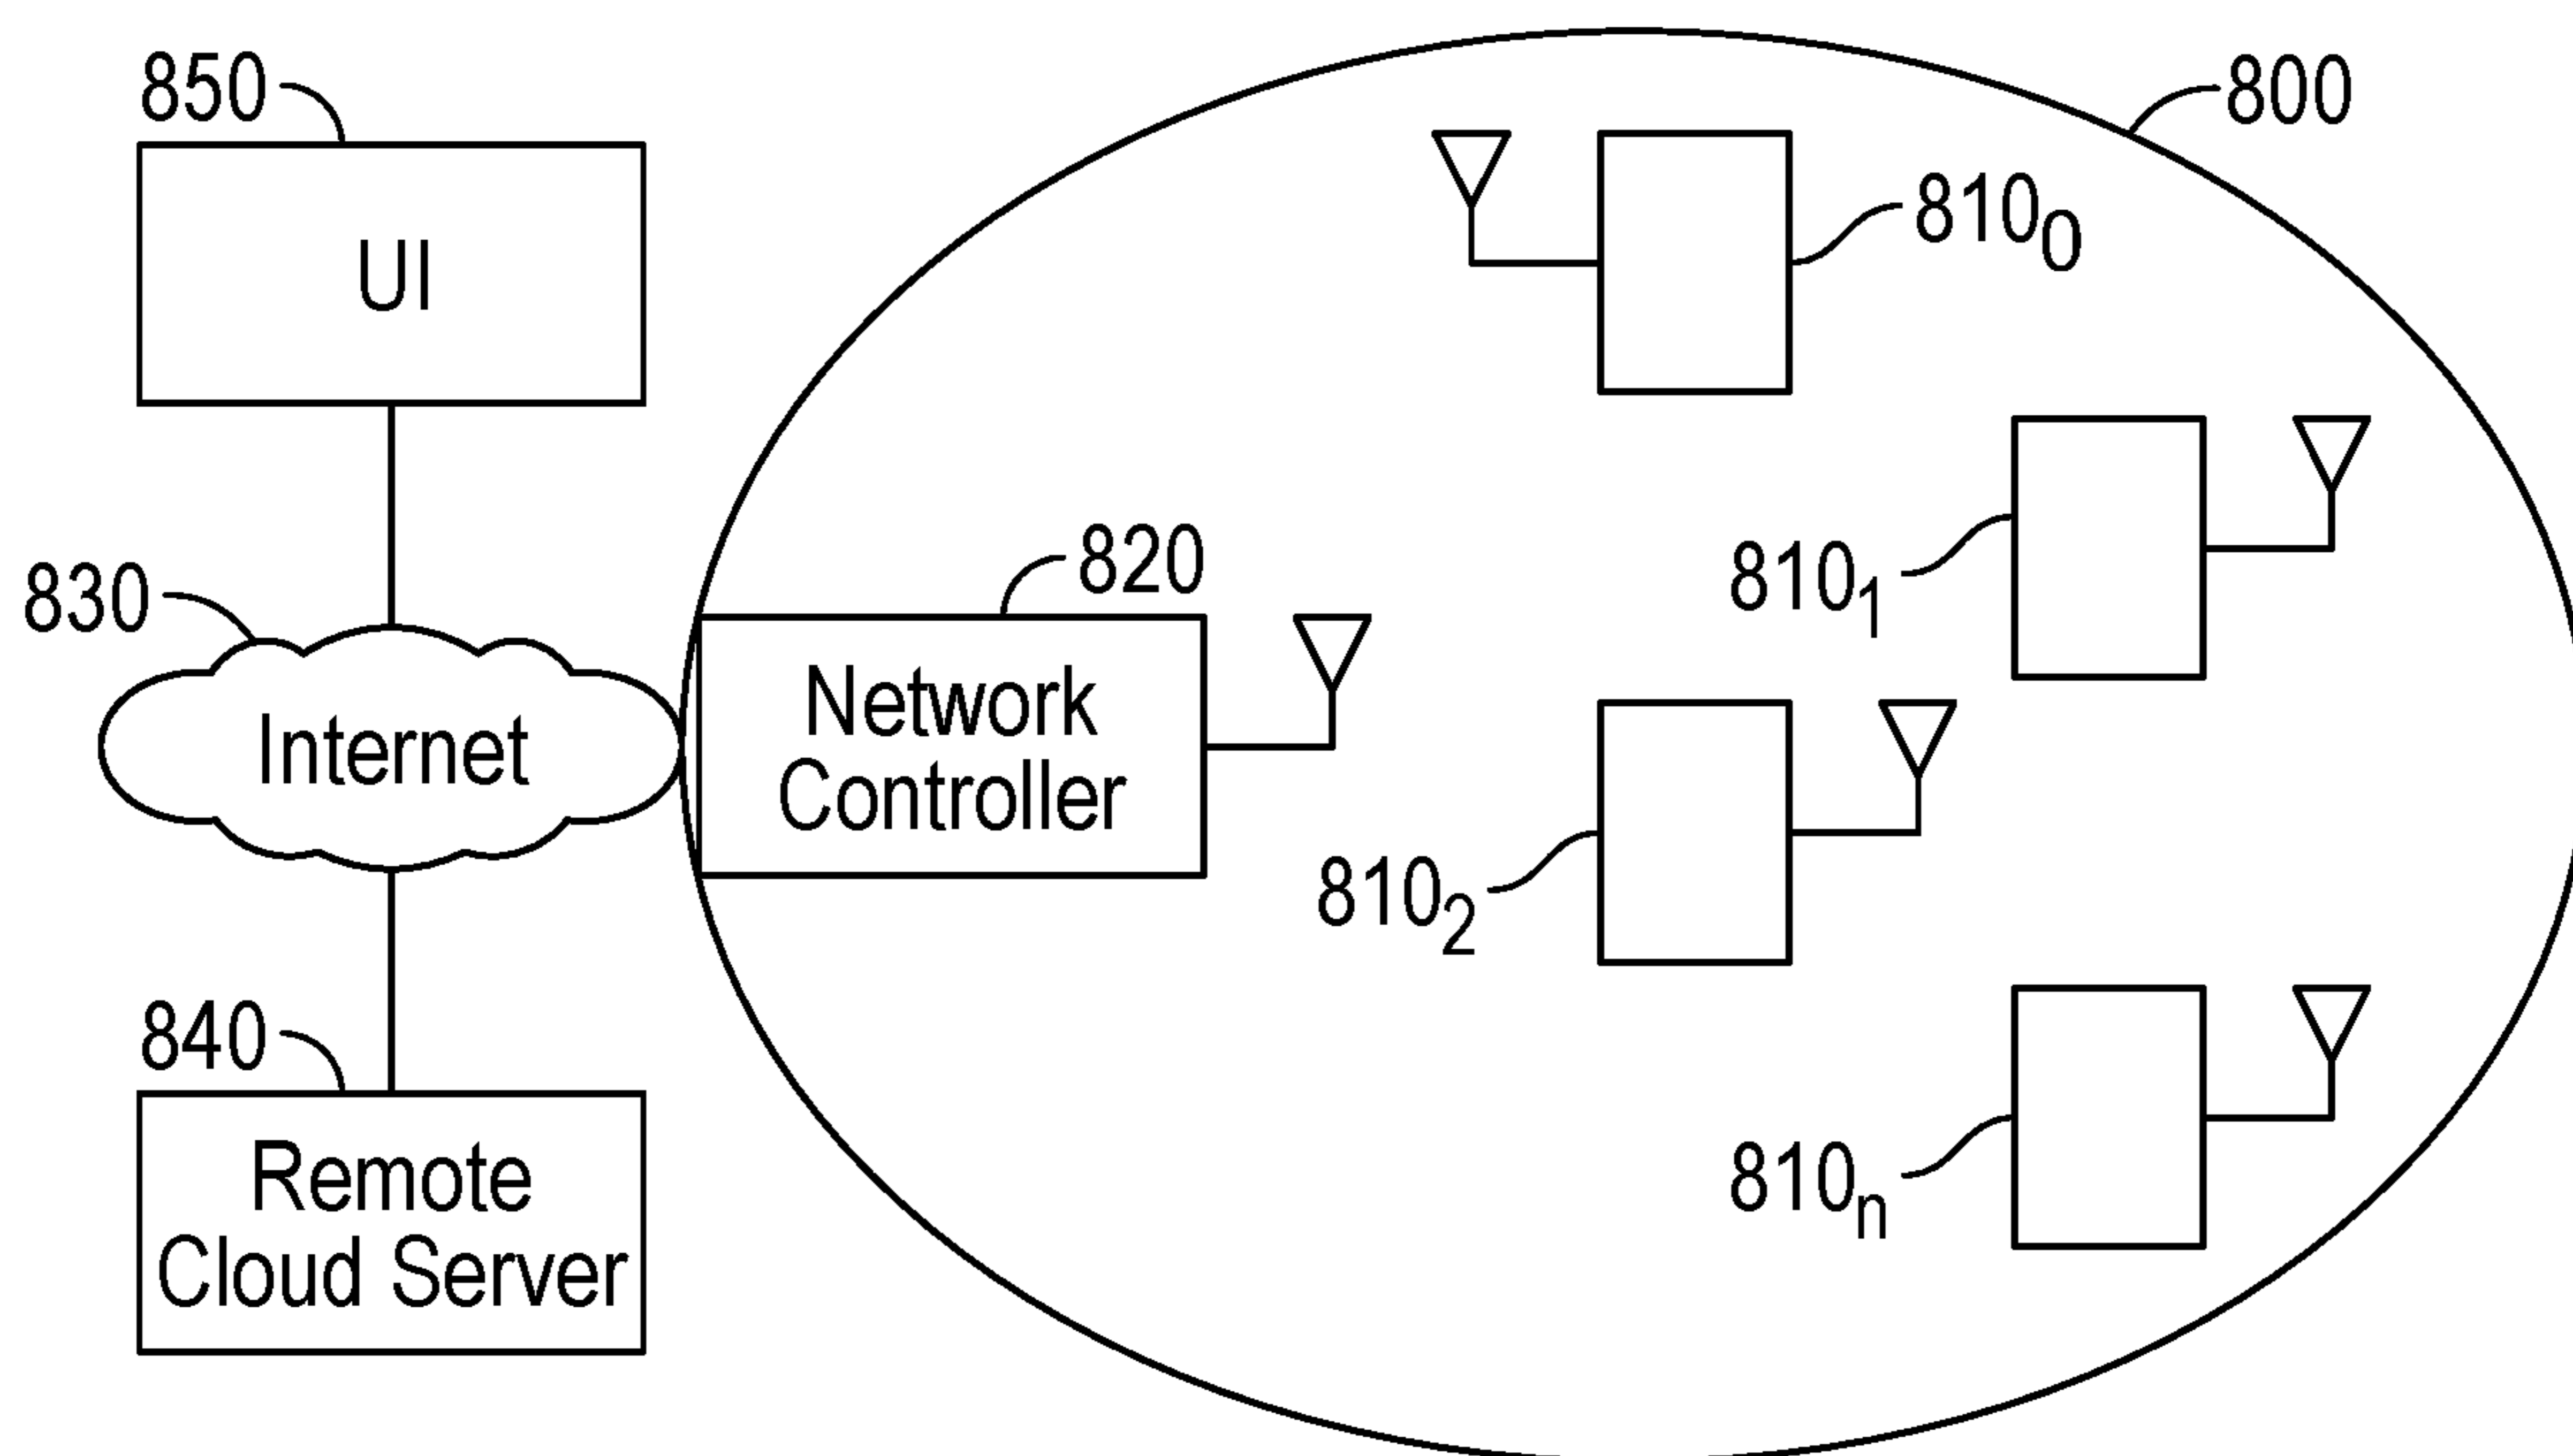 850
UI
800
810₀
830
820
810₁
Internet
Network
Controller
810₂
840
Remote
Cloud Server
810ₙ